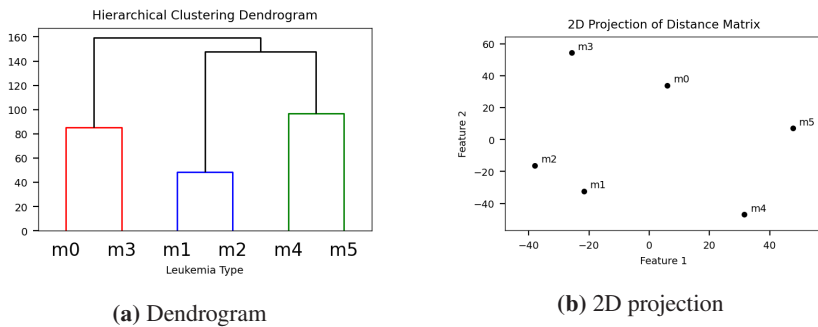 Hierarchical Clustering Dendrogram
160
140
120
100
80
60
40
20
0
m0 m3 m1 m2 m4 m5
Leukemia Type
(a) Dendrogram
2D Projection of Distance Matrix
Feature 2
60
40
20
0
−20
−40
m3
m0
m5
m2
m1
m4
−40 −20 0 20 40
Feature 1
(b) 2D projection